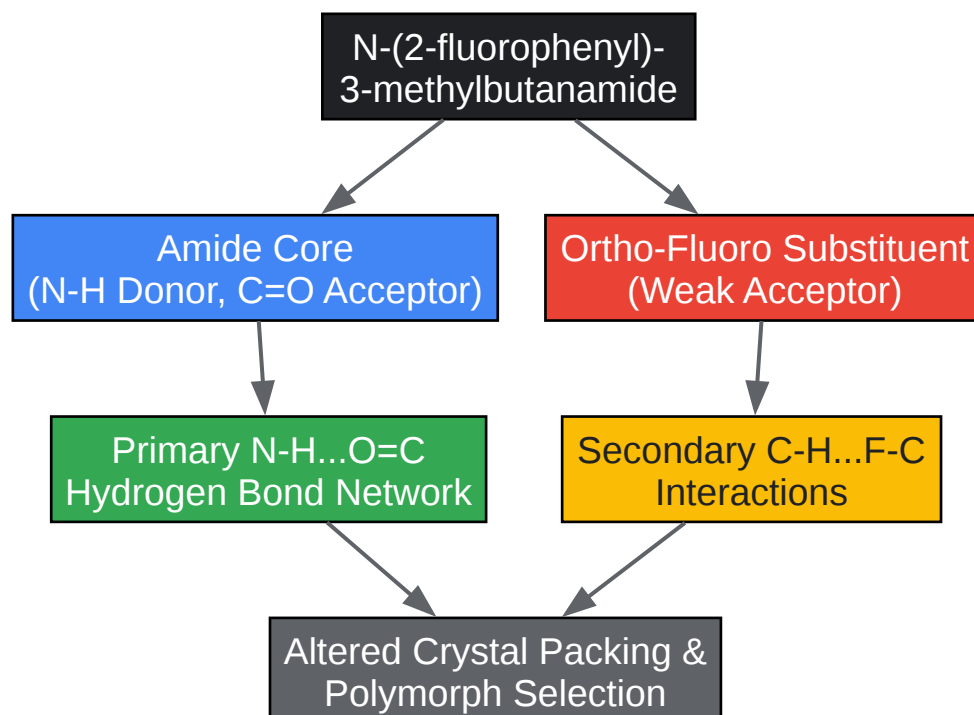 N-(2-fluorophenyl)-
3-methylbutanamide
Amide Core
(N-H Donor, C=O Acceptor)
Ortho-Fluoro Substituent
(Weak Acceptor)
Primary N-H...O=C
Hydrogen Bond Network
Secondary C-H...F-C
Interactions
Altered Crystal Packing &
Polymorph Selection